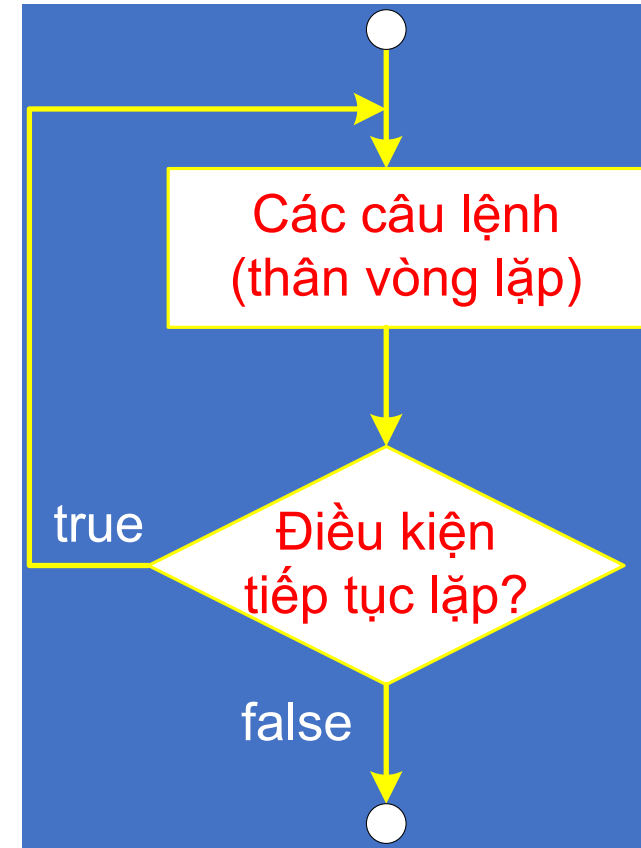 Các câu lệnh
(thân vòng lặp)
true
Điều kiện
tiếp tục lặp?
false